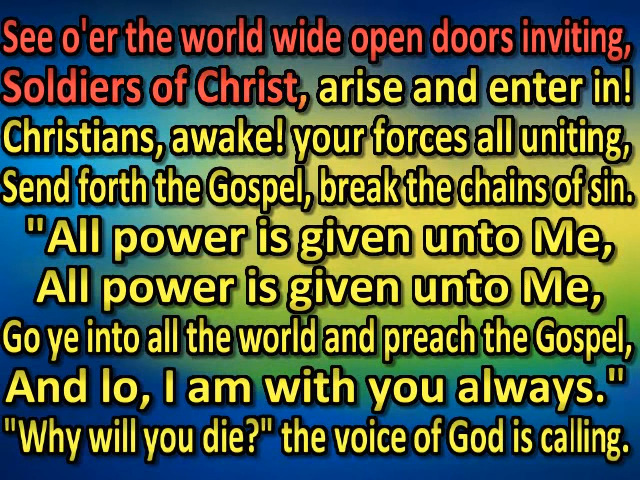 See o'er the world wide open doors inviting,
Soldiers of Christ, arise and enter in!
Christians, awake! your forces all uniting,
Send forth the Gospel, break the chains of sin.
"All power is given unto Me,
All power is given unto Me,
Go ye into all the world and preach the Gospel,
And lo, I am with you always."
"Why will you die?" the voice of God is calling.